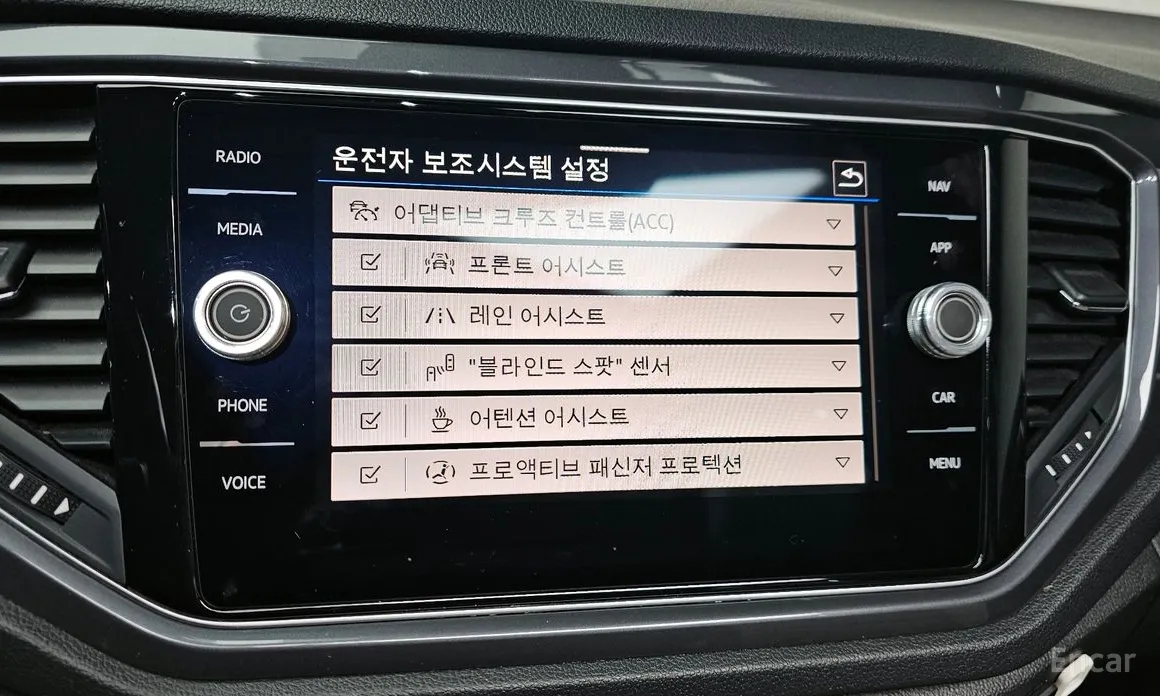 RADIO
MEDIA
PHONE
VOICE
운전자 보조시스템 설정
어댑티브 크루즈 컨트롤(ACC)
프론트 어시스트
레인 어시스트
"블라인드 스팟" 센서
어텐션 어시스트
프로액티브 패신저 프로텍션
NAV
APP
CAR
MENU
Encar